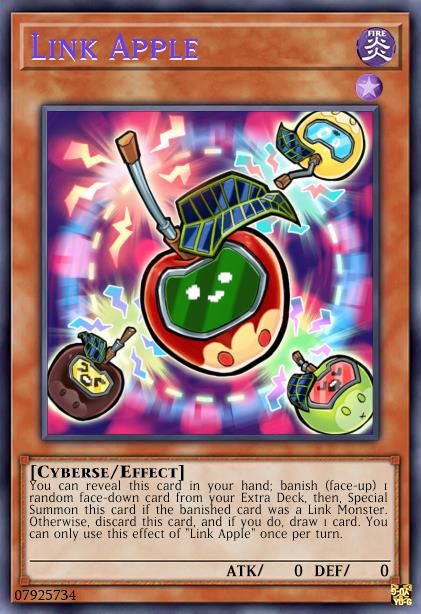 Link Apple
FIRE
炎
[Cyberse/Effect]
You can reveal this card in your hand; banish (face-up) 1
random face-down card from your Extra Deck, then, Special
Summon this card if the banished card was a Link Monster.
Otherwise, discard this card, and if you do, draw 1 card. You
can only use this effect of "Link Apple" once per turn.
ATK/ 0 DEF/ 0
07925734